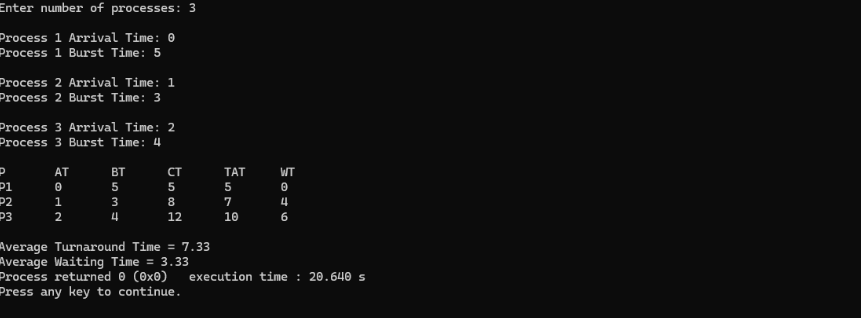 Enter number of processes: 3
Process 1 Arrival Time: 0
Process 1 Burst Time: 5
Process 2 Arrival Time: 1
Process 2 Burst Time: 3
Process 3 Arrival Time: 2
Process 3 Burst Time: 4
P AT BT CT TAT WT
P1 0 5 5 5 0
P2 1 3 8 7 4
P3 2 4 12 10 6
Average Turnaround Time = 7.33
Average Waiting Time = 3.33
Process returned 0 (0x0) execution time : 20.640 s
Press any key to continue.